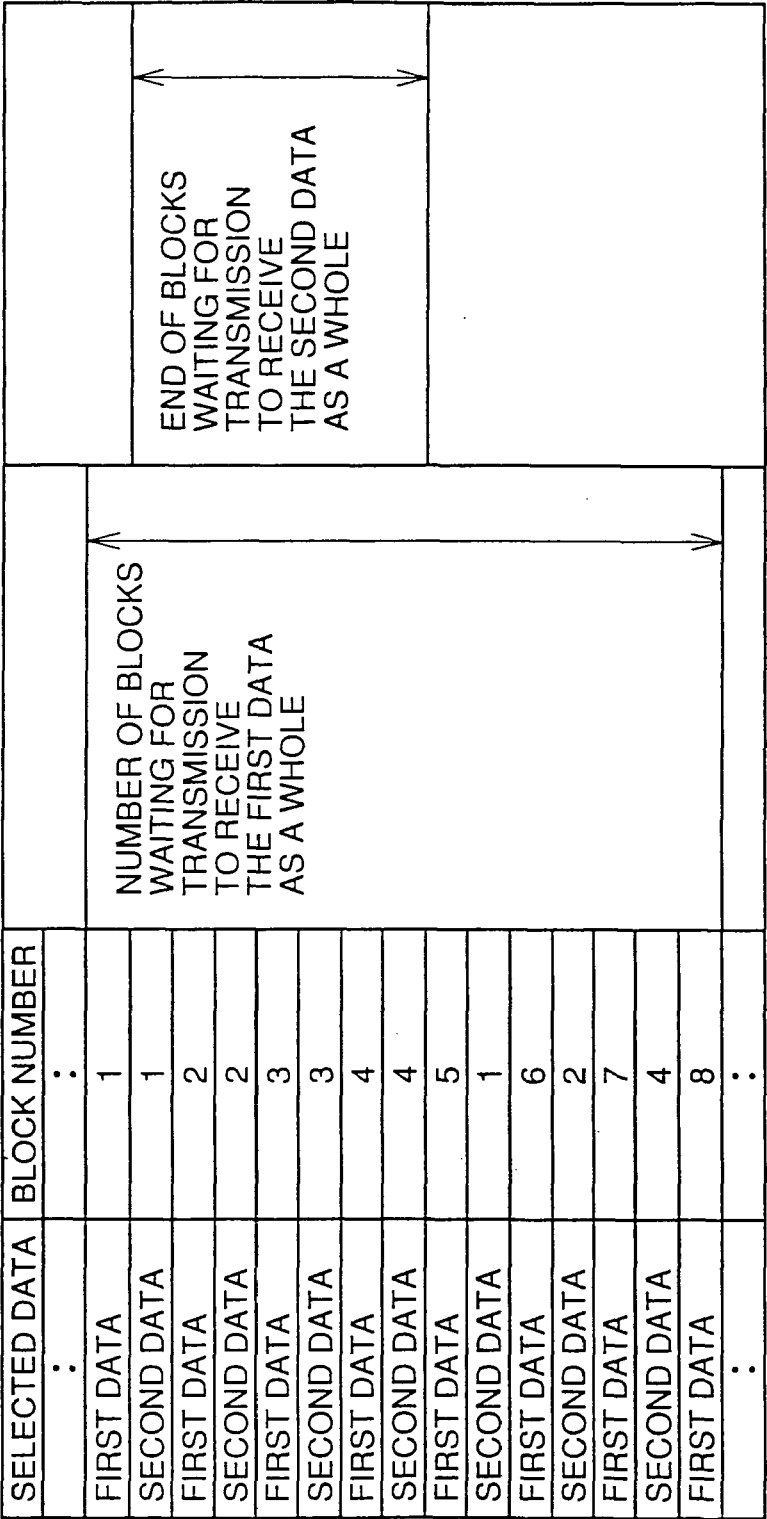 SELECTED DATA BLOCK NUMBER
: :
FIRST DATA 1
SECOND DATA 1
FIRST DATA 2
SECOND DATA 2
FIRST DATA 3
SECOND DATA 3
FIRST DATA 4
SECOND DATA 4
FIRST DATA 5
SECOND DATA 1
FIRST DATA 6
SECOND DATA 2
FIRST DATA 7
SECOND DATA 4
FIRST DATA 8
: :
NUMBER OF BLOCKS
WAITING FOR
TRANSMISSION
TO RECEIVE
THE FIRST DATA
AS A WHOLE
END OF BLOCKS
WAITING FOR
TRANSMISSION
TO RECEIVE
THE SECOND DATA
AS A WHOLE